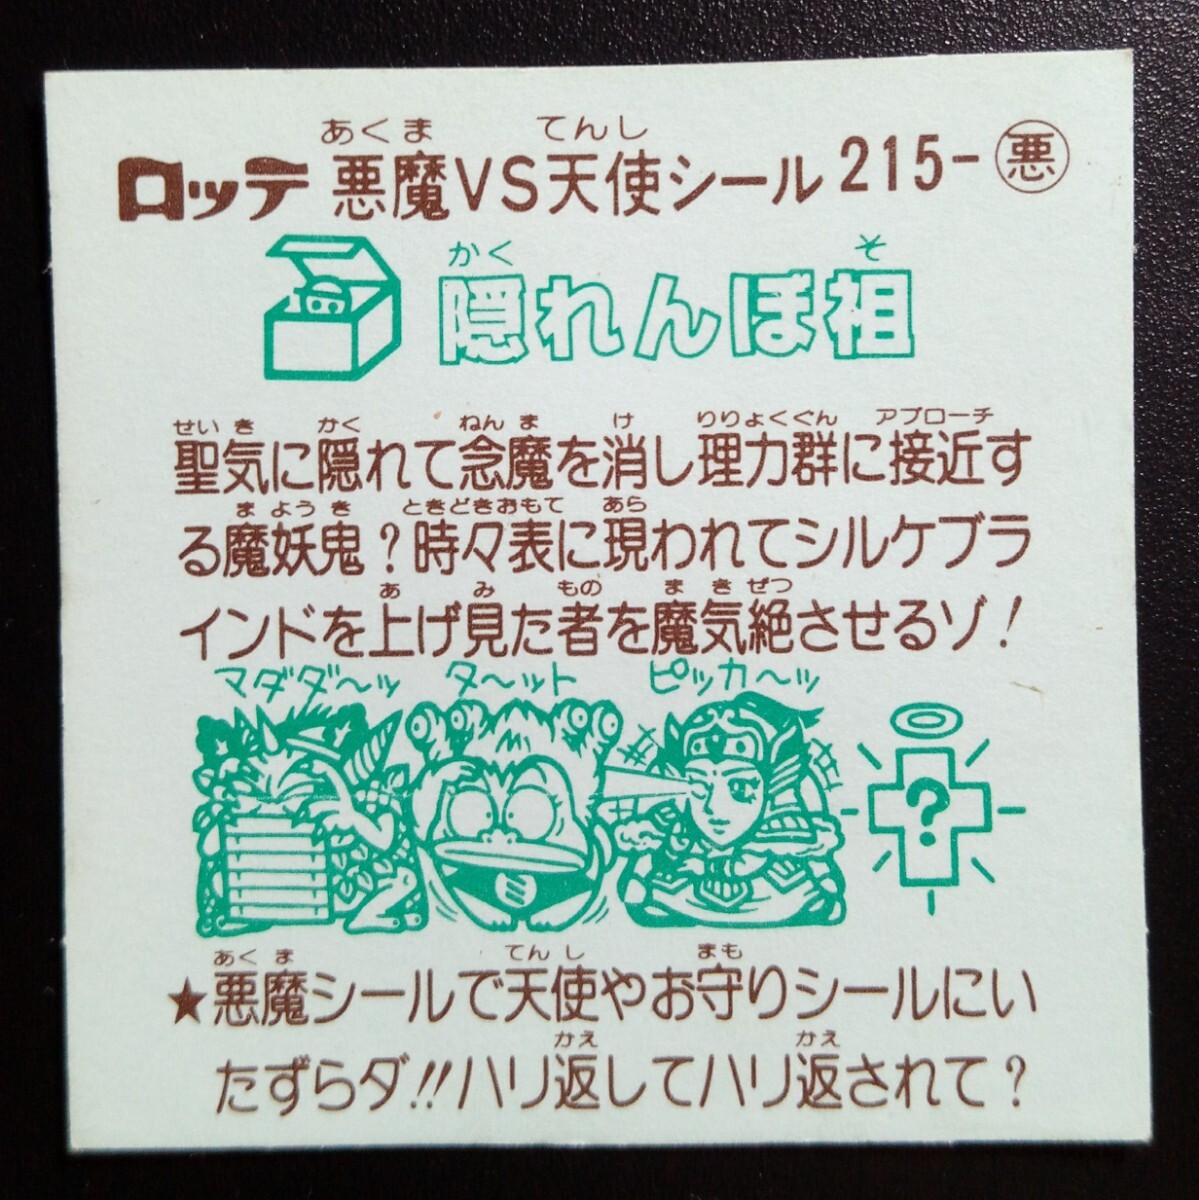 あくま てんし
ロッテ 悪魔VS天使シール 215-悪
かく そ
隠れんぼ祖
せいき かく ねんま け りりょくぐん アプローチ
聖気に隠れて念魔を消し理力群に接近す
まようき ときどきおもて あら
る魔妖鬼？時々表に現われてシルケブラ
あ み もの まきぜつ
インドを上げ見た者を魔気絶させるゾ！
マダダ〜ッ タ〜ット ピッカ〜ッ
?
あくま てんし まも
★悪魔シールで天使やお守りシールにい
かえ かえ
たずらダ!!ハリ返してハリ返されて？